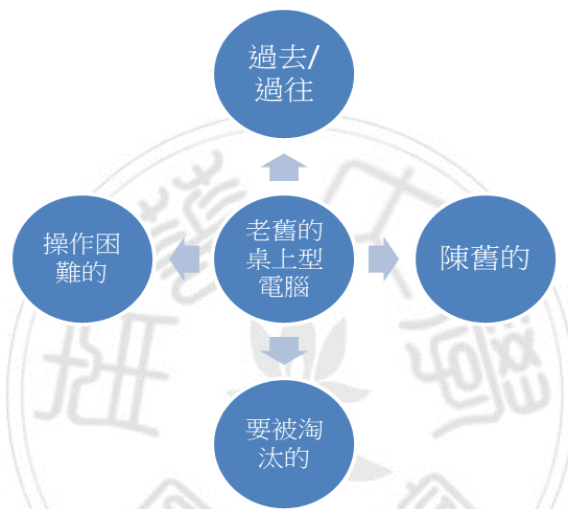 過去/
過往
操作困
難的
老舊的
桌上型
電腦
陳舊的
要被淘
汰的